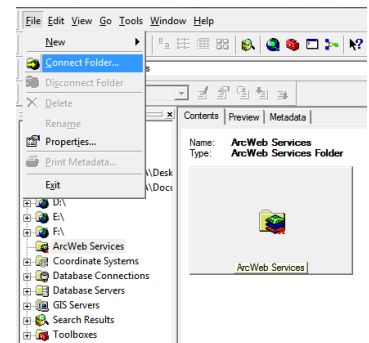 File Edit View Go Tools Window Help
New
Connect Folder...
s
Disconnect Folder
Delete
Rename
Properties...
Print Metadata...
Exit
Contents Preview Metadata
Name: ArcWeb Services
Type: ArcWeb Services Folder
ArcWeb Services
\Desk
\Docu
D:\
E:\
F:\
ArcWeb Services
Coordinate Systems
Database Connections
Database Servers
GIS Servers
Search Results
Toolboxes